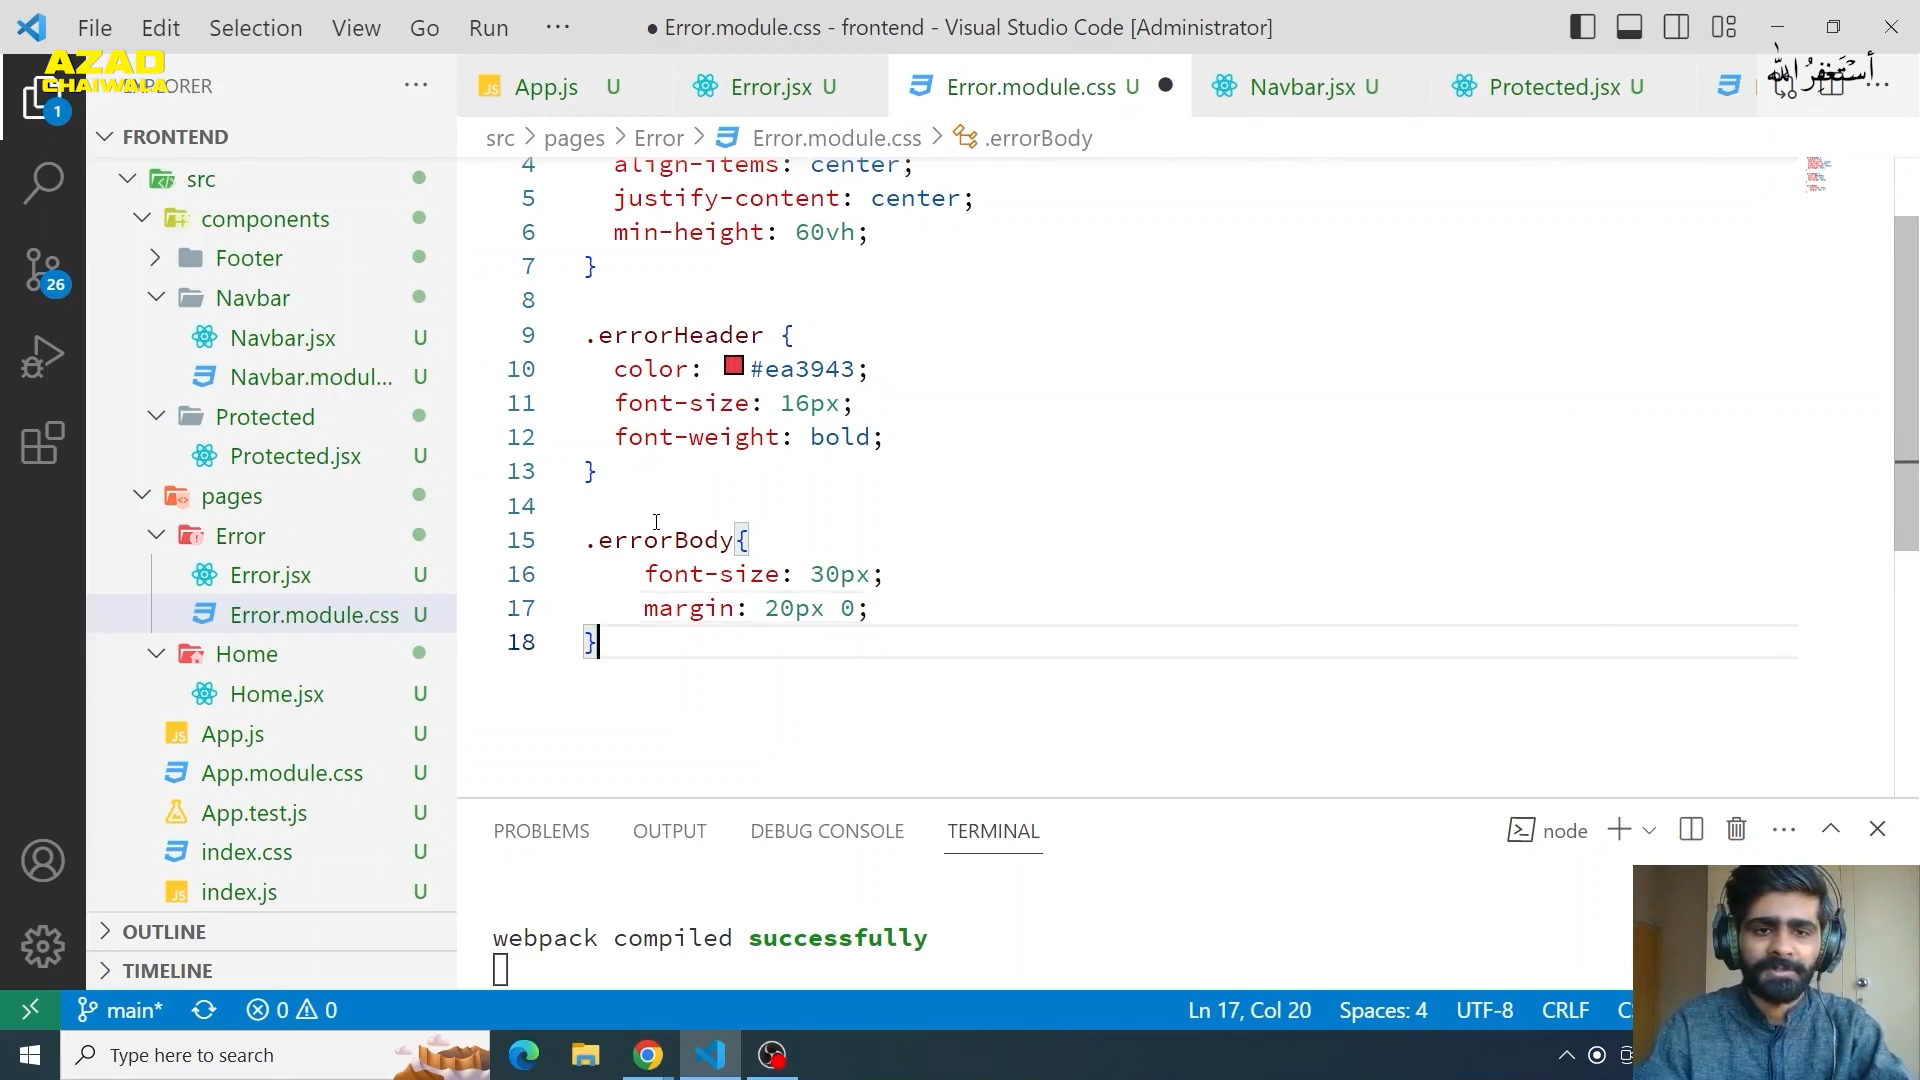 File Edit Selection View Go Run ···
● Error.module.css - frontend - Visual Studio Code [Administrator]
AZAD
CHAIWALA
EXPLORER
1
أستغفر الله
App.js U
Error.jsx U
Error.module.css U
Navbar.jsx U
Protected.jsx U
src > pages > Error > Error.module.css > .errorBody
FRONTEND
src
components
Footer
Navbar
Navbar.jsx U
Navbar.modul... U
Protected
Protected.jsx U
pages
Error
Error.jsx U
Error.module.css U
Home
Home.jsx U
App.js U
App.module.css U
App.test.js U
index.css U
index.js U
OUTLINE
TIMELINE
26
4 align-items: center;
5 justify-content: center;
6 min-height: 60vh;
7 }
8
9 .errorHeader {
10 color: #ea3943;
11 font-size: 16px;
12 font-weight: bold;
13 }
14
15 .errorBody{
16 font-size: 30px;
17 margin: 20px 0;
18 }
PROBLEMS OUTPUT DEBUG CONSOLE TERMINAL
node
webpack compiled successfully
main* 0 0
Ln 17, Col 20 Spaces: 4 UTF-8 CRLF
Type here to search